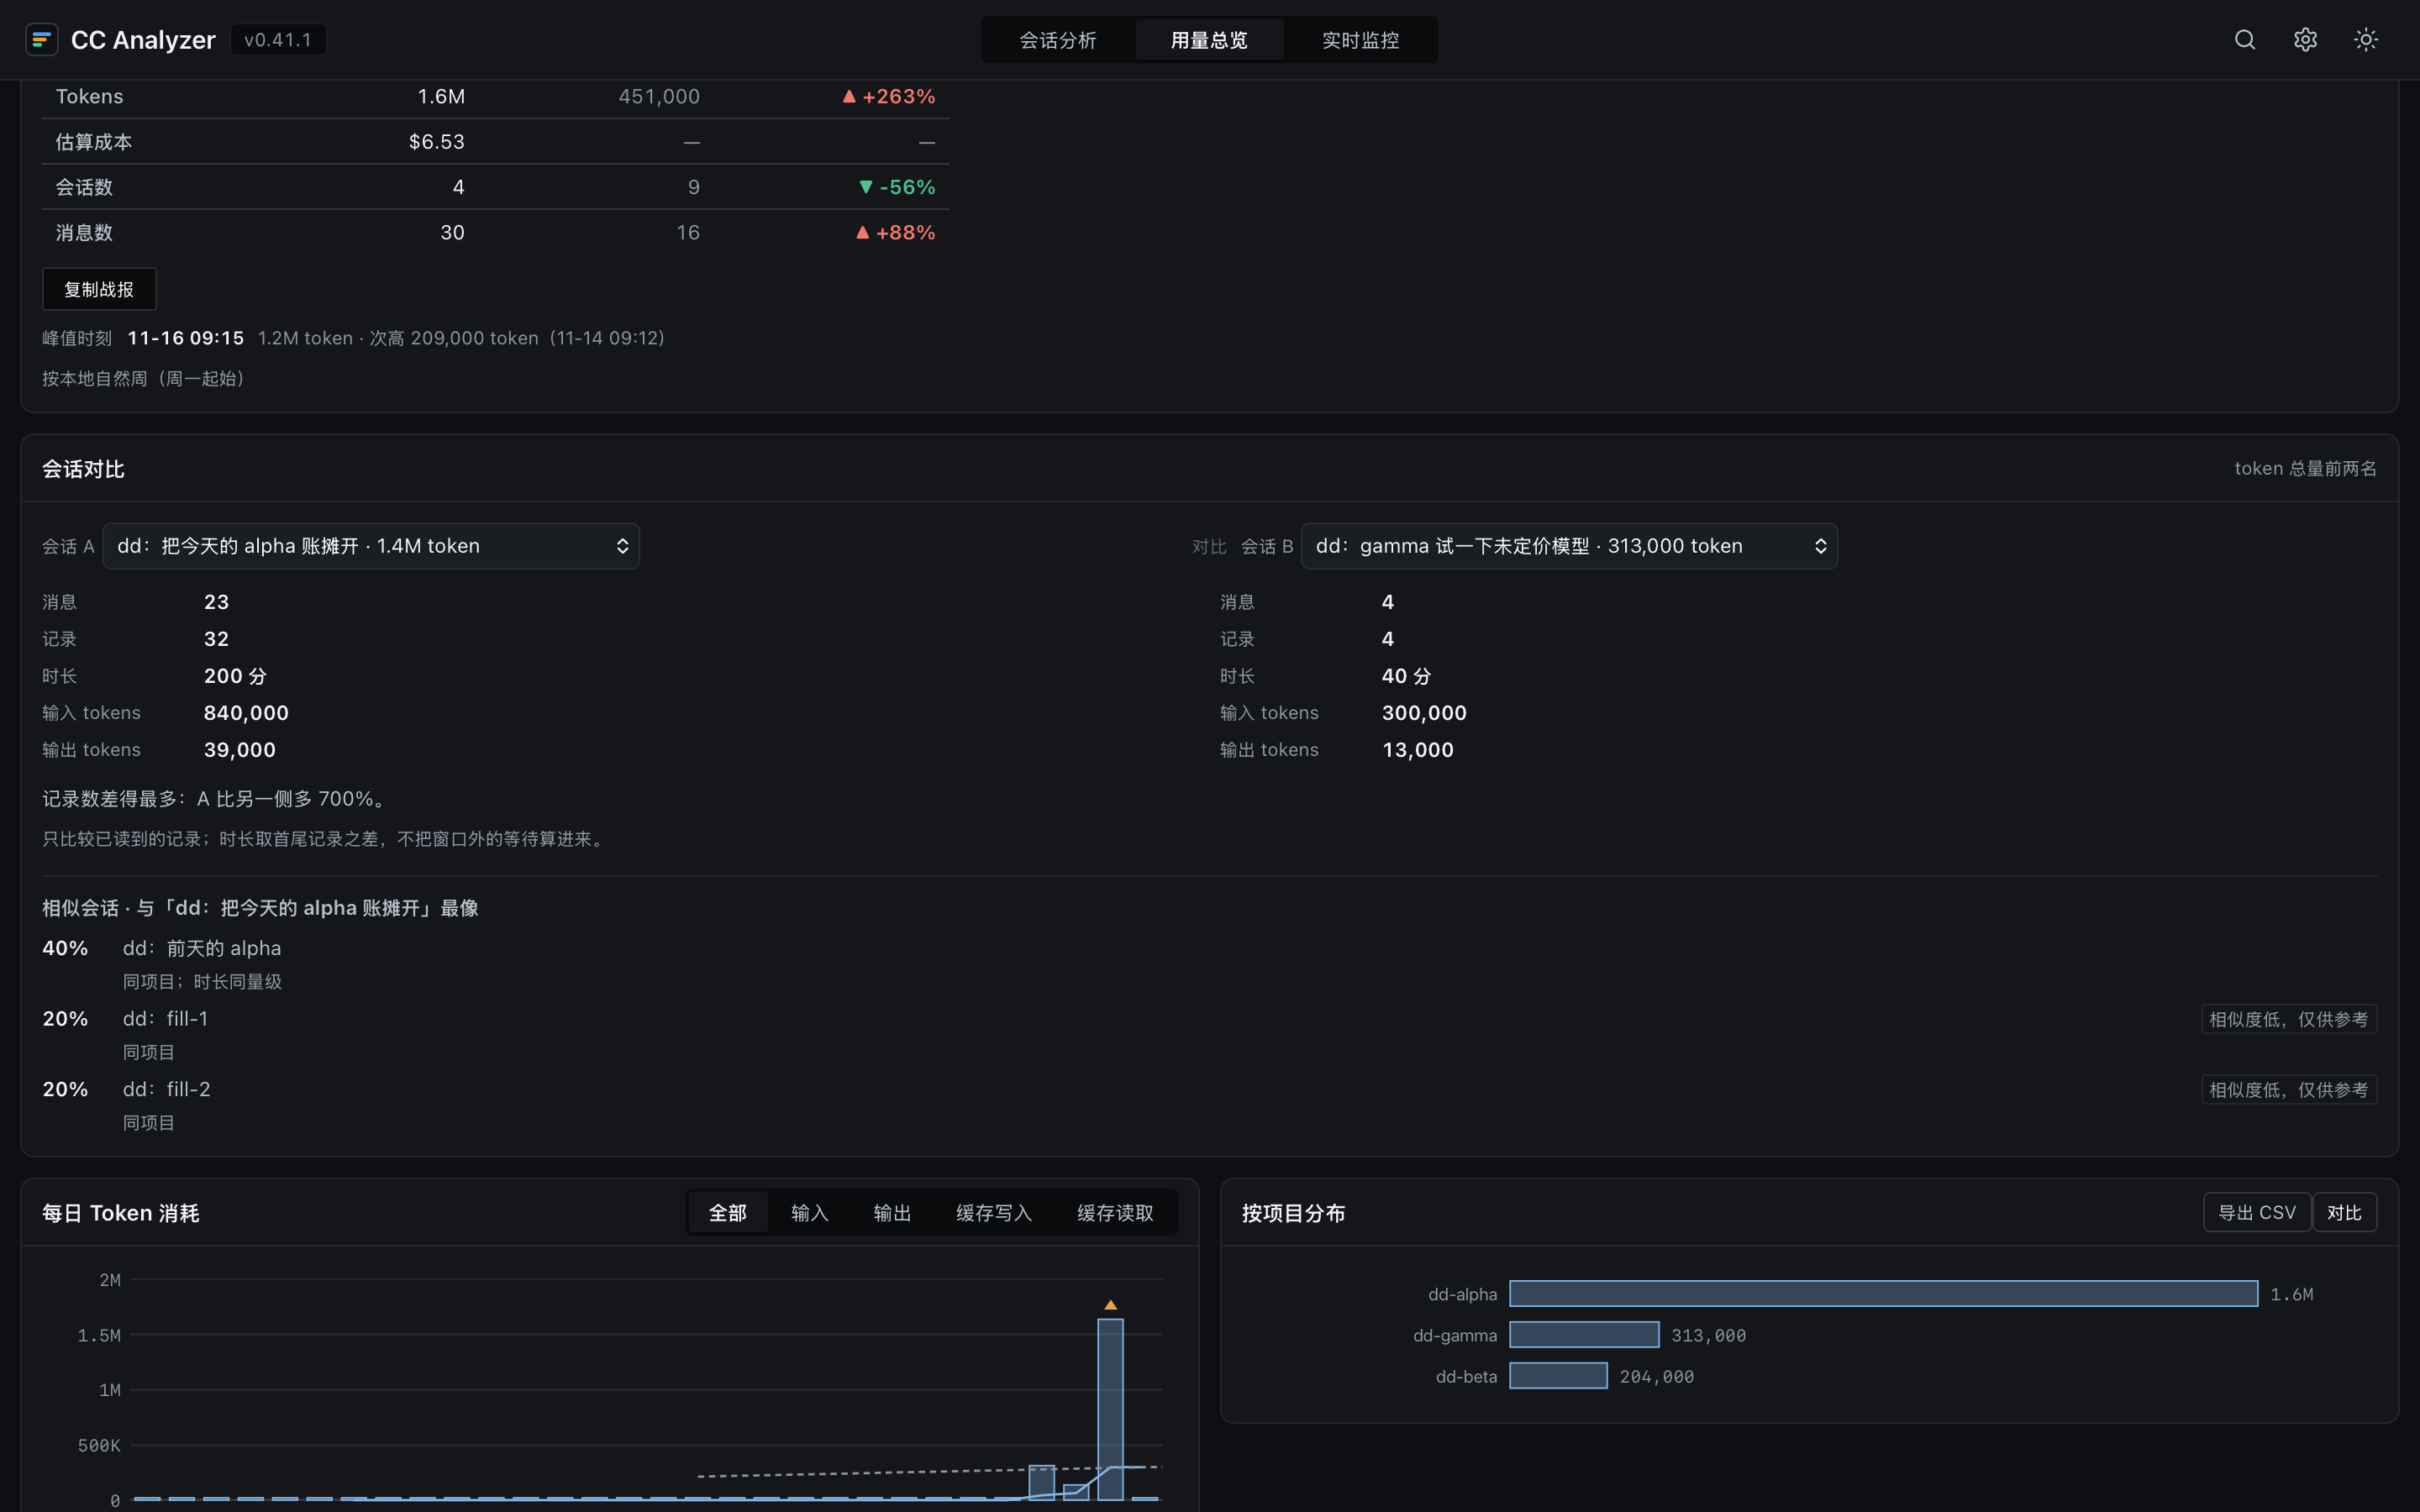 CC Analyzer v0.41.1 会话分析 用量总览 实时监控
Tokens 1.6M 451,000 ▲ +263%
估算成本 $6.53 — —
会话数 4 9 ▼ -56%
消息数 30 16 ▲ +88%
复制战报
峰值时刻 11-16 09:15 1.2M token · 次高 209,000 token（11-14 09:12）
按本地自然周（周一起始）
会话对比 token 总量前两名
会话 A dd：把今天的 alpha 账摊开 · 1.4M token 对比 会话 B dd：gamma 试一下未定价模型 · 313,000 token
消息 23 消息 4
记录 32 记录 4
时长 200 分 时长 40 分
输入 tokens 840,000 输入 tokens 300,000
输出 tokens 39,000 输出 tokens 13,000
记录数差得最多：A 比另一侧多 700%。
只比较已读到的记录；时长取首尾记录之差，不把窗口外的等待算进来。
相似会话 · 与「dd：把今天的 alpha 账摊开」最像
40% dd：前天的 alpha
同项目；时长同量级
20% dd：fill-1 相似度低，仅供参考
同项目
20% dd：fill-2 相似度低，仅供参考
同项目
每日 Token 消耗 全部 输入 输出 缓存写入 缓存读取
2M
1.5M
1M
500K
0
按项目分布 导出 CSV 对比
dd-alpha 1.6M
dd-gamma 313,000
dd-beta 204,000